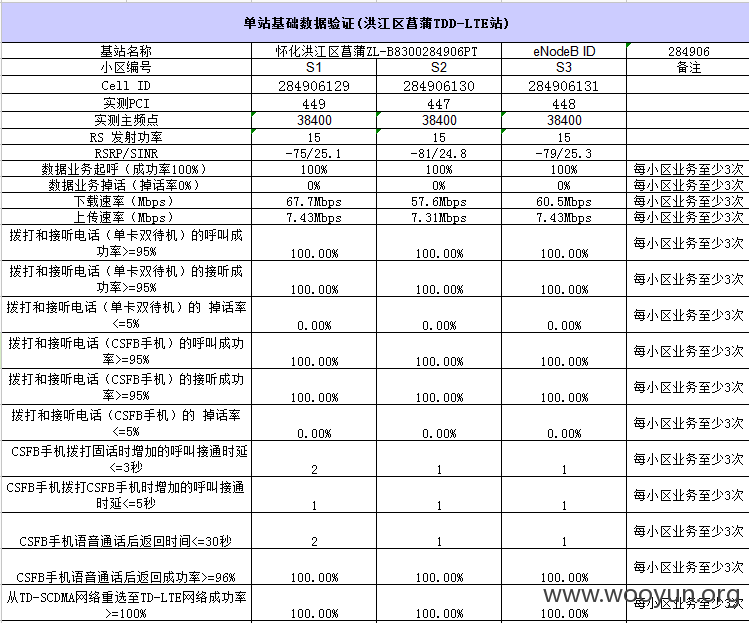 单站基础数据验证(洪江区菖蒲TDD-LTE站)
基站名称 怀化洪江区菖蒲ZL-B8300284906PT eNodeB ID 284906
小区编号 S1 S2 S3 备注
Cell ID 284906129 284906130 284906131
实测PCI 449 447 448
实测主频点 38400 38400 38400
RS 发射功率 15 15 15
RSRP/SINR -75/25.1 -81/24.8 -79/25.3
数据业务起呼（成功率100%） 100% 100% 100% 每小区业务至少3次
数据业务掉话（掉话率0%） 0% 0% 0% 每小区业务至少3次
下载速率（Mbps） 67.7Mbps 57.6Mbps 60.5Mbps 每小区业务至少3次
上传速率（Mbps） 7.43Mbps 7.31Mbps 7.43Mbps 每小区业务至少3次
拨打和接听电话（单卡双待机）的呼叫成
功率>=95% 100.00% 100.00% 100.00% 每小区业务至少3次
拨打和接听电话（单卡双待机）的接听成
功率>=95% 100.00% 100.00% 100.00% 每小区业务至少3次
拨打和接听电话（单卡双待机）的 掉话率
<=5% 0.00% 0.00% 0.00% 每小区业务至少3次
拨打和接听电话（CSFB手机）的呼叫成功
率>=95% 100.00% 100.00% 100.00% 每小区业务至少3次
拨打和接听电话（CSFB手机）的接听成功
率>=95% 100.00% 100.00% 100.00% 每小区业务至少3次
拨打和接听电话（CSFB手机）的 掉话率
<=5% 0.00% 0.00% 0.00% 每小区业务至少3次
CSFB手机拨打固话时增加的呼叫接通时延
<=3秒 2 1 1 每小区业务至少3次
CSFB手机拨打CSFB手机时增加的呼叫接通
时延<=5秒 1 1 1 每小区业务至少3次
CSFB手机语音通话后返回时间<=30秒 2 1 1 每小区业务至少3次
CSFB手机语音通话后返回成功率>=96% 100.00% 100.00% 100.00% 每小区业务至少3次
从TD-SCDMA网络重选至TD-LTE网络成功率
>=100% 100.00% 100.00% 100.00% 每小区业务至少3次
www.wooyun.org